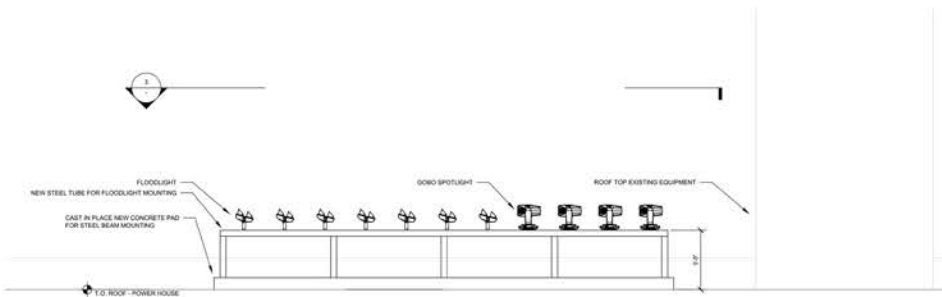 3
-
FLOODLIGHT
NEW STEEL TUBE FOR FLOODLIGHT MOUNTING
GOBO SPOTLIGHT
ROOF TOP EXISTING EQUIPMENT
CAST IN PLACE NEW CONCRETE PAD
FOR STEEL BEAM MOUNTING
T.O. ROOF - POWER HOUSE